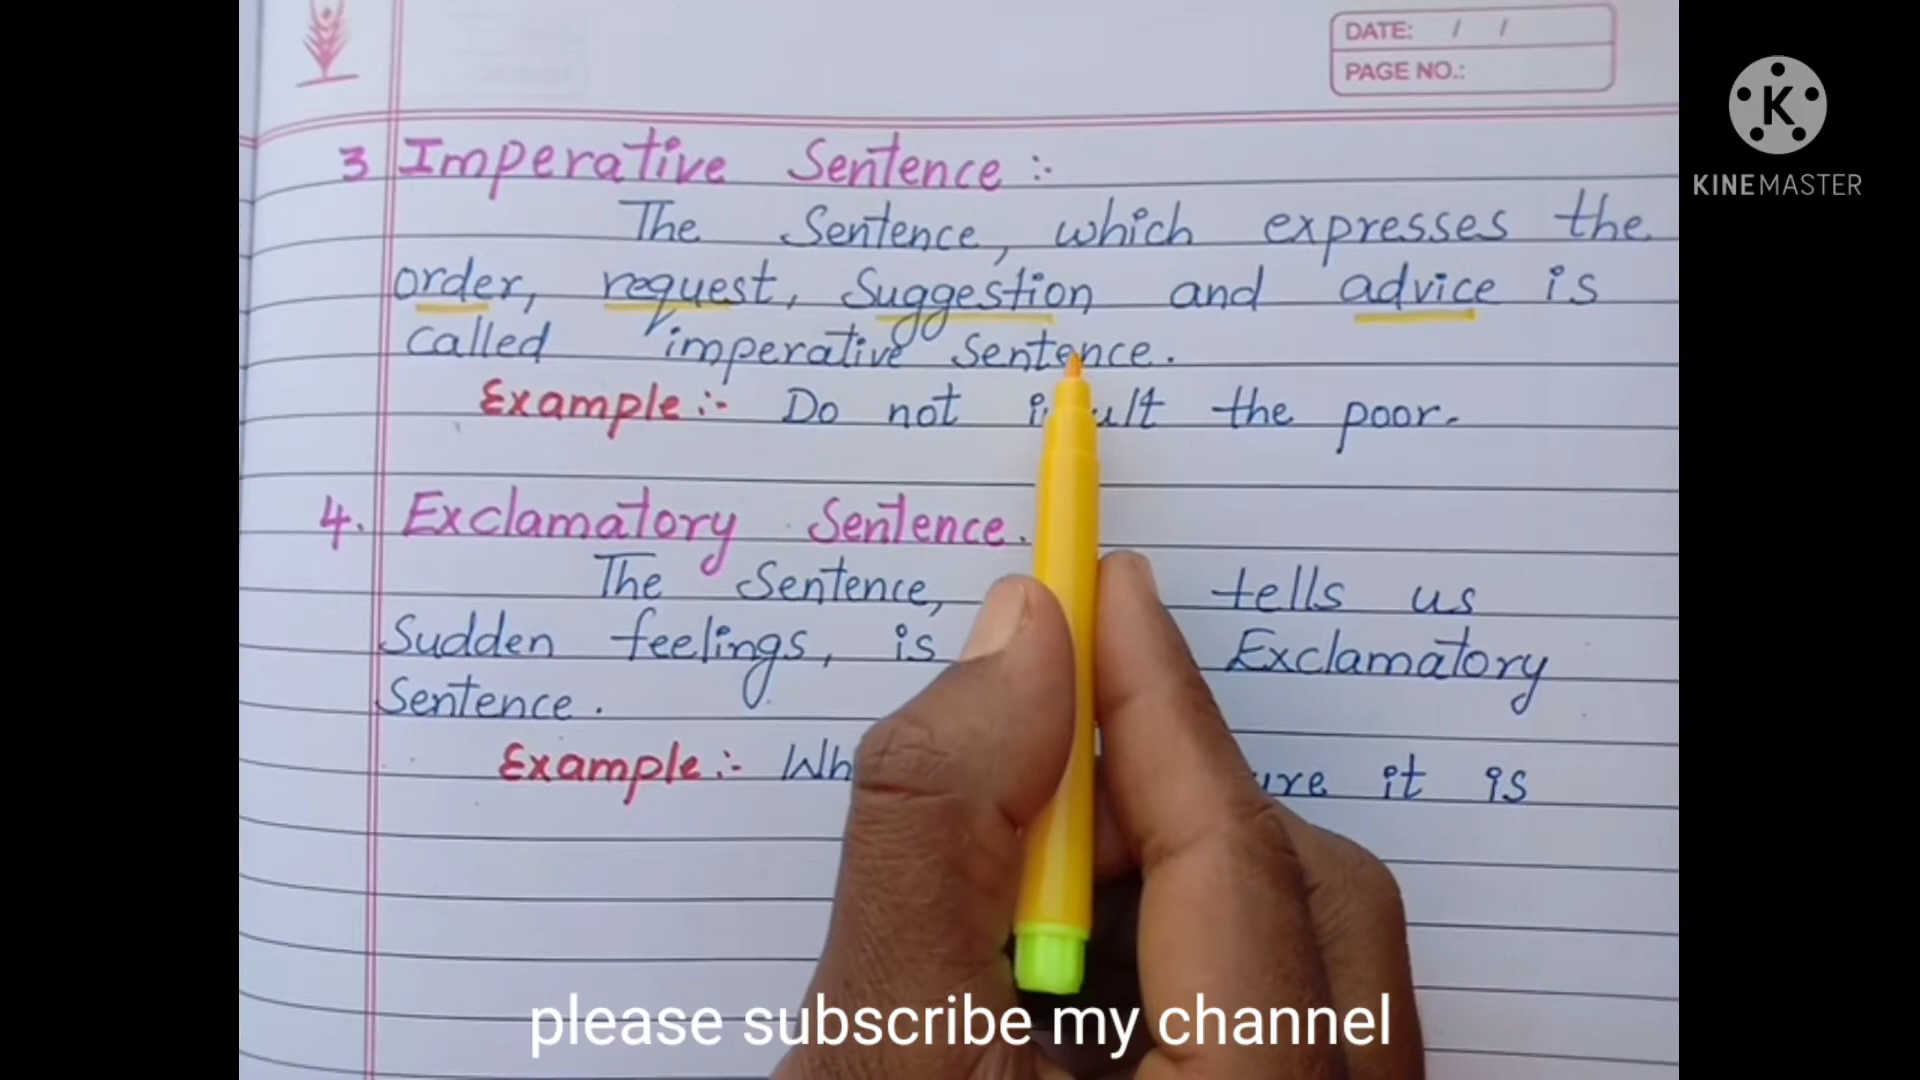 DATE: / /
PAGE NO.:
K
KINEMASTER
3 Imperative Sentence :-
The Sentence, which expresses the
order, request, Suggestion and advice is
called imperative Sentence.
Example :- Do not the poor.
4. Exclamatory Sentence.
The Sentence, tells us
Sudden feelings, is Exclamatory
Sentence.
Example :- it is
please subscribe my channel